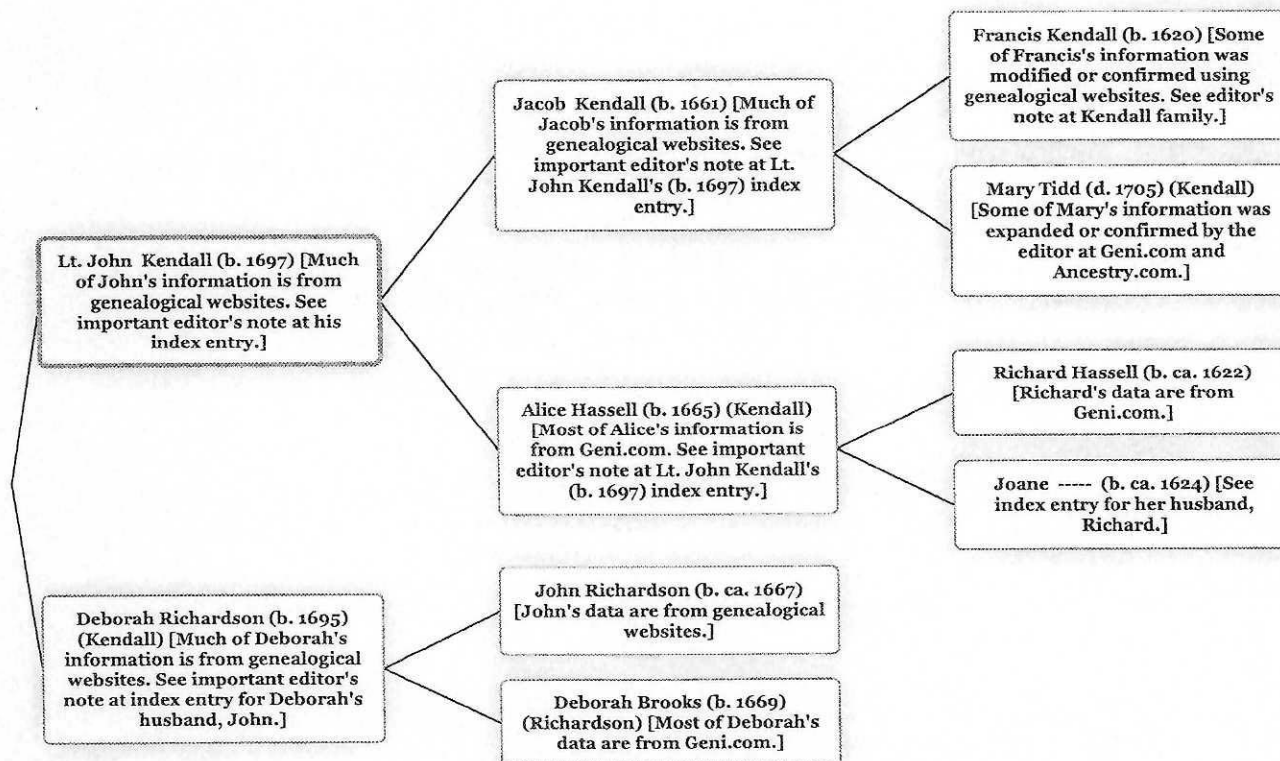 Francis Kendall (b. 1620) [Some
of Francis's information was
modified or confirmed using
genealogical websites. See editor's
note at Kendall family.]
Jacob Kendall (b. 1661) [Much of
Jacob's information is from
genealogical websites. See
important editor's note at Lt.
John Kendall's (b. 1697) index
entry.]
Mary Tidd (d. 1705) (Kendall)
[Some of Mary's information was
expanded or confirmed by the
editor at Geni.com and
Ancestry.com.]
Lt. John Kendall (b. 1697) [Much
of John's information is from
genealogical websites. See
important editor's note at his
index entry.]
Richard Hassell (b. ca. 1622)
[Richard's data are from
Geni.com.]
Alice Hassell (b. 1665) (Kendall)
[Most of Alice's information is
from Geni.com. See important
editor's note at Lt. John Kendall's
(b. 1697) index entry.]
Joane ----- (b. ca. 1624) [See
index entry for her husband,
Richard.]
Deborah Richardson (b. 1695)
(Kendall) [Much of Deborah's
information is from genealogical
websites. See important editor's
note at index entry for Deborah's
husband, John.]
John Richardson (b. ca. 1667)
[John's data are from genealogical
websites.]
Deborah Brooks (b. 1669)
(Richardson) [Most of Deborah's
data are from Geni.com.]